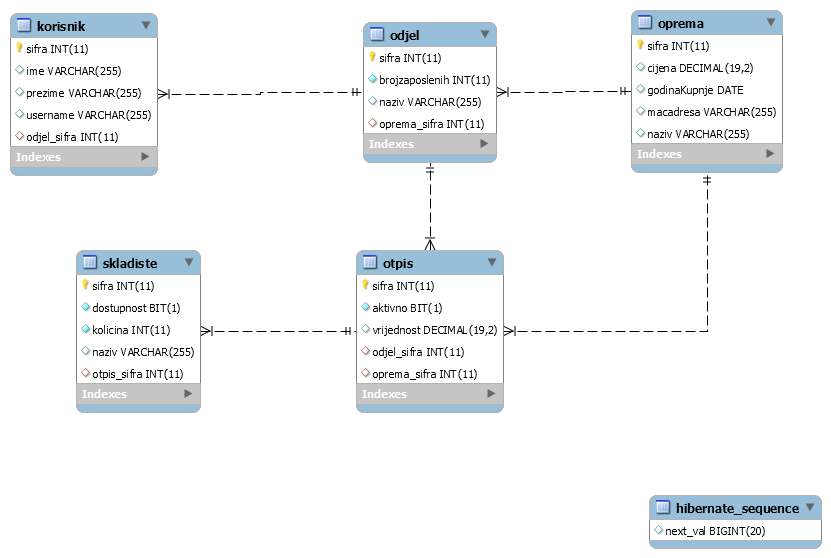 korisnik
sifra INT(11)
ime VARCHAR(255)
prezime VARCHAR(255)
username VARCHAR(255)
odjel_sifra INT(11)
Indexes
odjel
sifra INT(11)
brojzaposlenih INT(11)
naziv VARCHAR(255)
oprema_sifra INT(11)
Indexes
oprema
sifra INT(11)
cijena DECIMAL(19,2)
godinaKupnje DATE
macadresa VARCHAR(255)
naziv VARCHAR(255)
Indexes
skladiste
sifra INT(11)
dostupnost BIT(1)
kolicina INT(11)
naziv VARCHAR(255)
otpis_sifra INT(11)
Indexes
otpis
sifra INT(11)
aktivno BIT(1)
vrijednost DECIMAL(19,2)
odjel_sifra INT(11)
oprema_sifra INT(11)
Indexes
hibernate_sequence
next_val BIGINT(20)